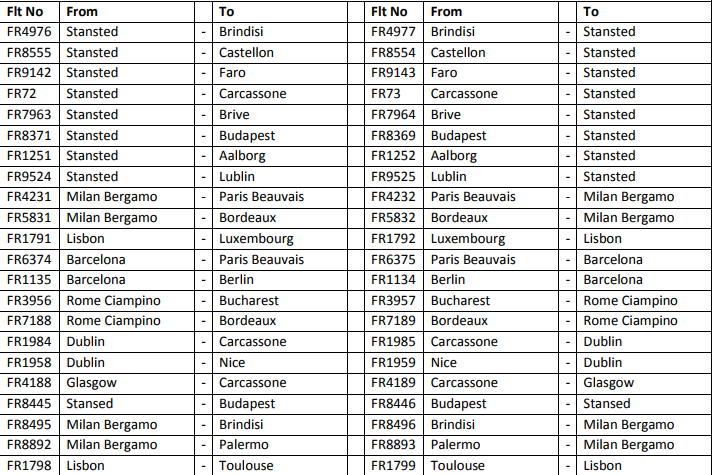 Flt No From To Flt No From To
FR4976 Stansted - Brindisi FR4977 Brindisi - Stansted
FR8555 Stansted - Castellon FR8554 Castellon - Stansted
FR9142 Stansted - Faro FR9143 Faro - Stansted
FR72 Stansted - Carcassone FR73 Carcassone - Stansted
FR7963 Stansted - Brive FR7964 Brive - Stansted
FR8371 Stansted - Budapest FR8369 Budapest - Stansted
FR1251 Stansted - Aalborg FR1252 Aalborg - Stansted
FR9524 Stansted - Lublin FR9525 Lublin - Stansted
FR4231 Milan Bergamo - Paris Beauvais FR4232 Paris Beauvais - Milan Bergamo
FR5831 Milan Bergamo - Bordeaux FR5832 Bordeaux - Milan Bergamo
FR1791 Lisbon - Luxembourg FR1792 Luxembourg - Lisbon
FR6374 Barcelona - Paris Beauvais FR6375 Paris Beauvais - Barcelona
FR1135 Barcelona - Berlin FR1134 Berlin - Barcelona
FR3956 Rome Ciampino - Bucharest FR3957 Bucharest - Rome Ciampino
FR7188 Rome Ciampino - Bordeaux FR7189 Bordeaux - Rome Ciampino
FR1984 Dublin - Carcassone FR1985 Carcassone - Dublin
FR1958 Dublin - Nice FR1959 Nice - Dublin
FR4188 Glasgow - Carcassone FR4189 Carcassone - Glasgow
FR8445 Stansed - Budapest FR8446 Budapest - Stansed
FR8495 Milan Bergamo - Brindisi FR8496 Brindisi - Milan Bergamo
FR8892 Milan Bergamo - Palermo FR8893 Palermo - Milan Bergamo
FR1798 Lisbon - Toulouse FR1799 Toulouse - Lisbon